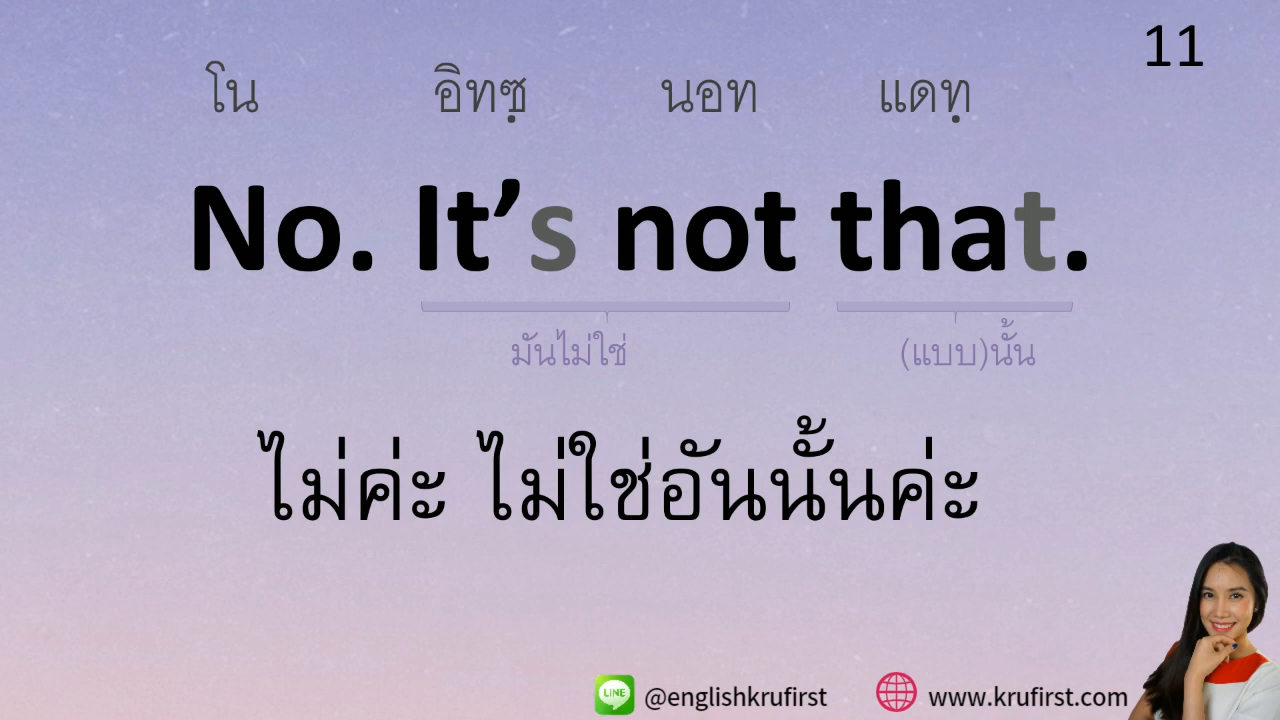 11
โน อิทซฺ นอท แดทฺ
No. It’s not that.
มันไม่ใช่ (แบบ)นั้น
ไม่ค่ะ ไม่ใช่อันนั้นค่ะ
LINE @englishkrufirst www.krufirst.com